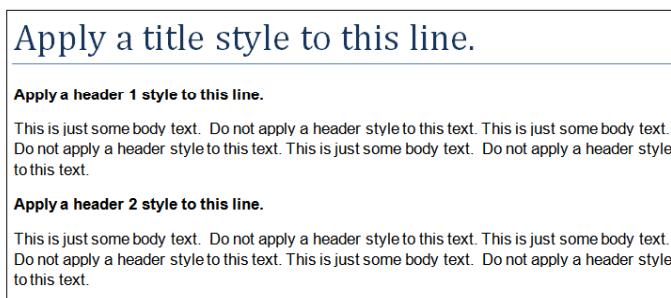 Apply a title style to this line.
Apply a header 1 style to this line.
This is just some body text.  Do not apply a header style to this text. This is just some body text.
Do not apply a header style to this text. This is just some body text.  Do not apply a header style
to this text.
Apply a header 2 style to this line.
This is just some body text.  Do not apply a header style to this text. This is just some body text.
Do not apply a header style to this text. This is just some body text.  Do not apply a header style
to this text.